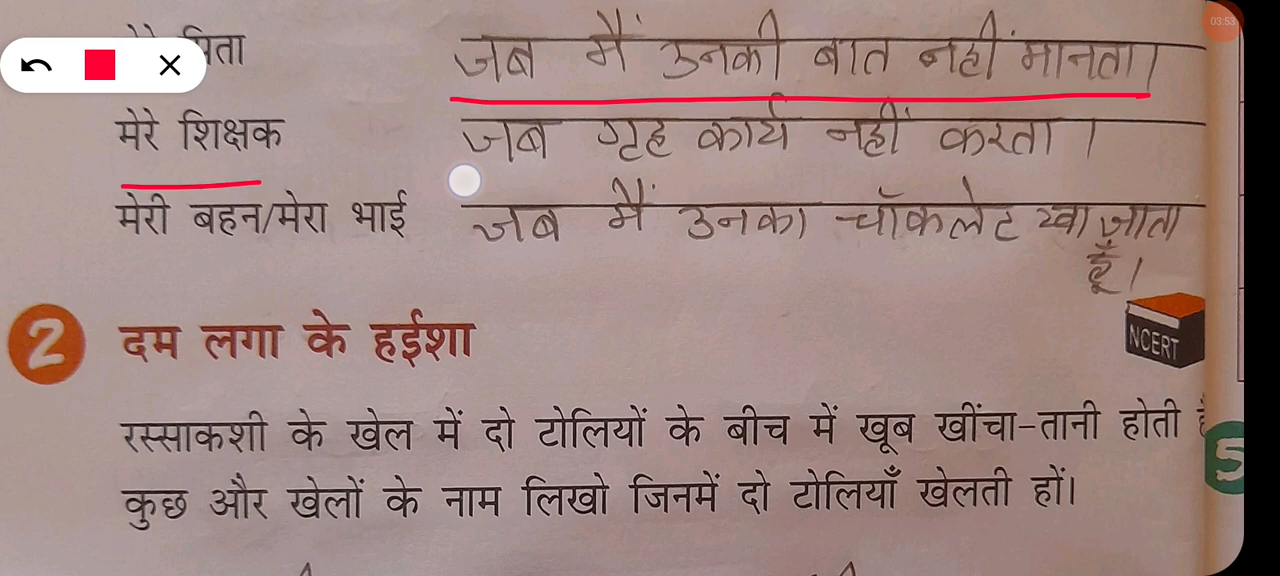 03:53
पिता जब मैं उनकी बात नहीं मानता।
मेरे शिक्षक जब गृह कार्य नहीं करता।
मेरी बहन/मेरा भाई जब मैं उनका चॉकलेट खा जाता
हूँ।
2 दम लगा के हईशा
NCERT
रस्साकशी के खेल में दो टोलियों के बीच में खूब खींचा-तानी होती
5
कुछ और खेलों के नाम लिखो जिनमें दो टोलियाँ खेलती हों।